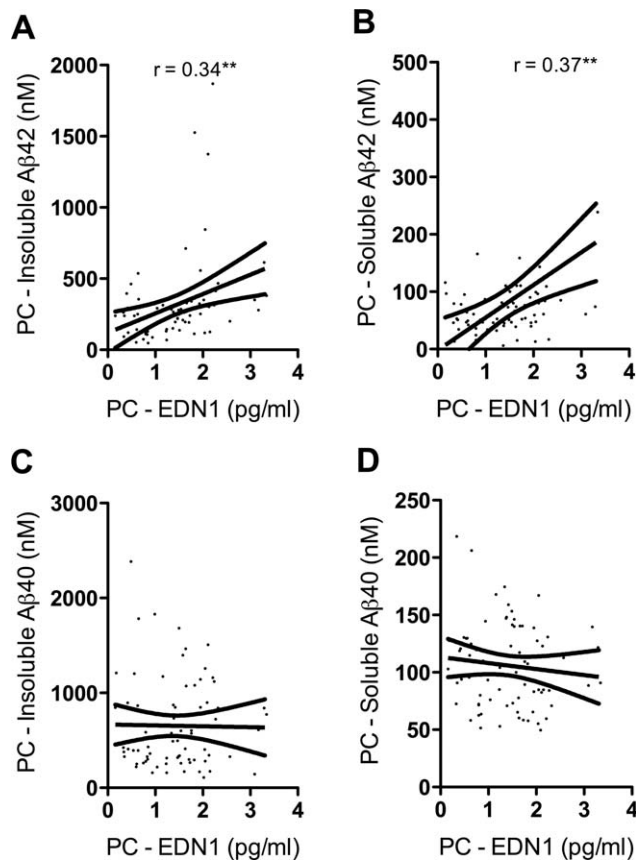 A
r = 0.34**
PC - Insoluble Aβ42 (nM)
2000
1500
1000
500
0
0 1 2 3 4
PC - EDN1 (pg/ml)
B
r = 0.37**
PC - Soluble Aβ42 (nM)
500
400
300
200
100
0
0 1 2 3 4
PC - EDN1 (pg/ml)
C
PC - Insoluble Aβ40 (nM)
3000
2000
1000
0
0 1 2 3 4
PC - EDN1 (pg/ml)
D
PC - Soluble Aβ40 (nM)
250
200
150
100
50
0
0 1 2 3 4
PC - EDN1 (pg/ml)